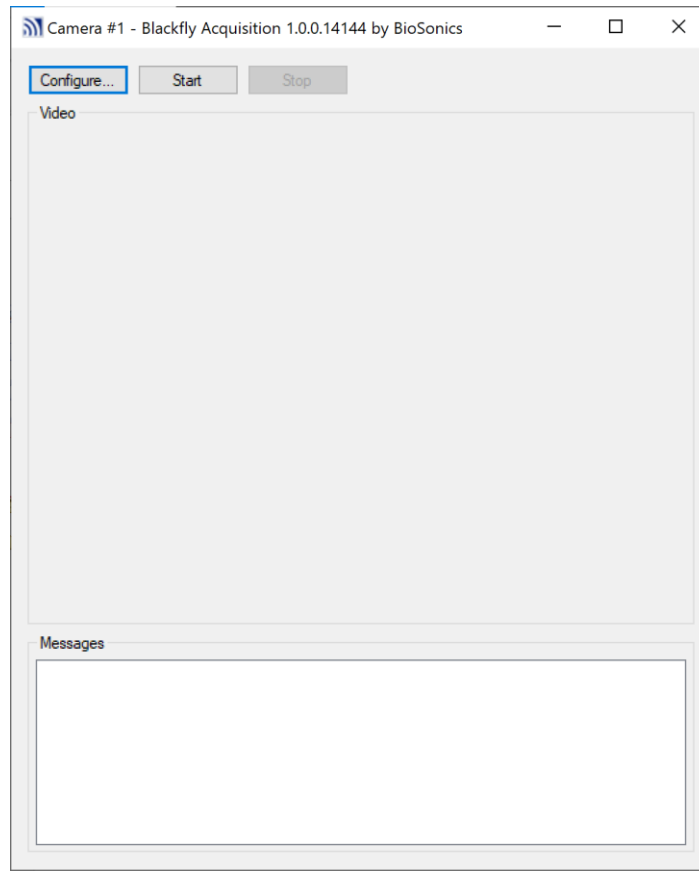 Camera #1 - Blackfly Acquisition 1.0.0.14144 by BioSonics
Configure... Start Stop
Video
Messages